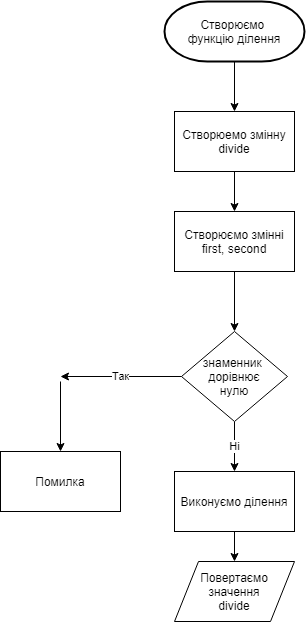 Створюємо
функцію ділення
Створюемо змінну
divide
Створюємо змінні
first, second
знаменник
дорівнює
нулю
Так
Ні
Помилка
Виконуємо ділення
Повертаємо
значення
divide